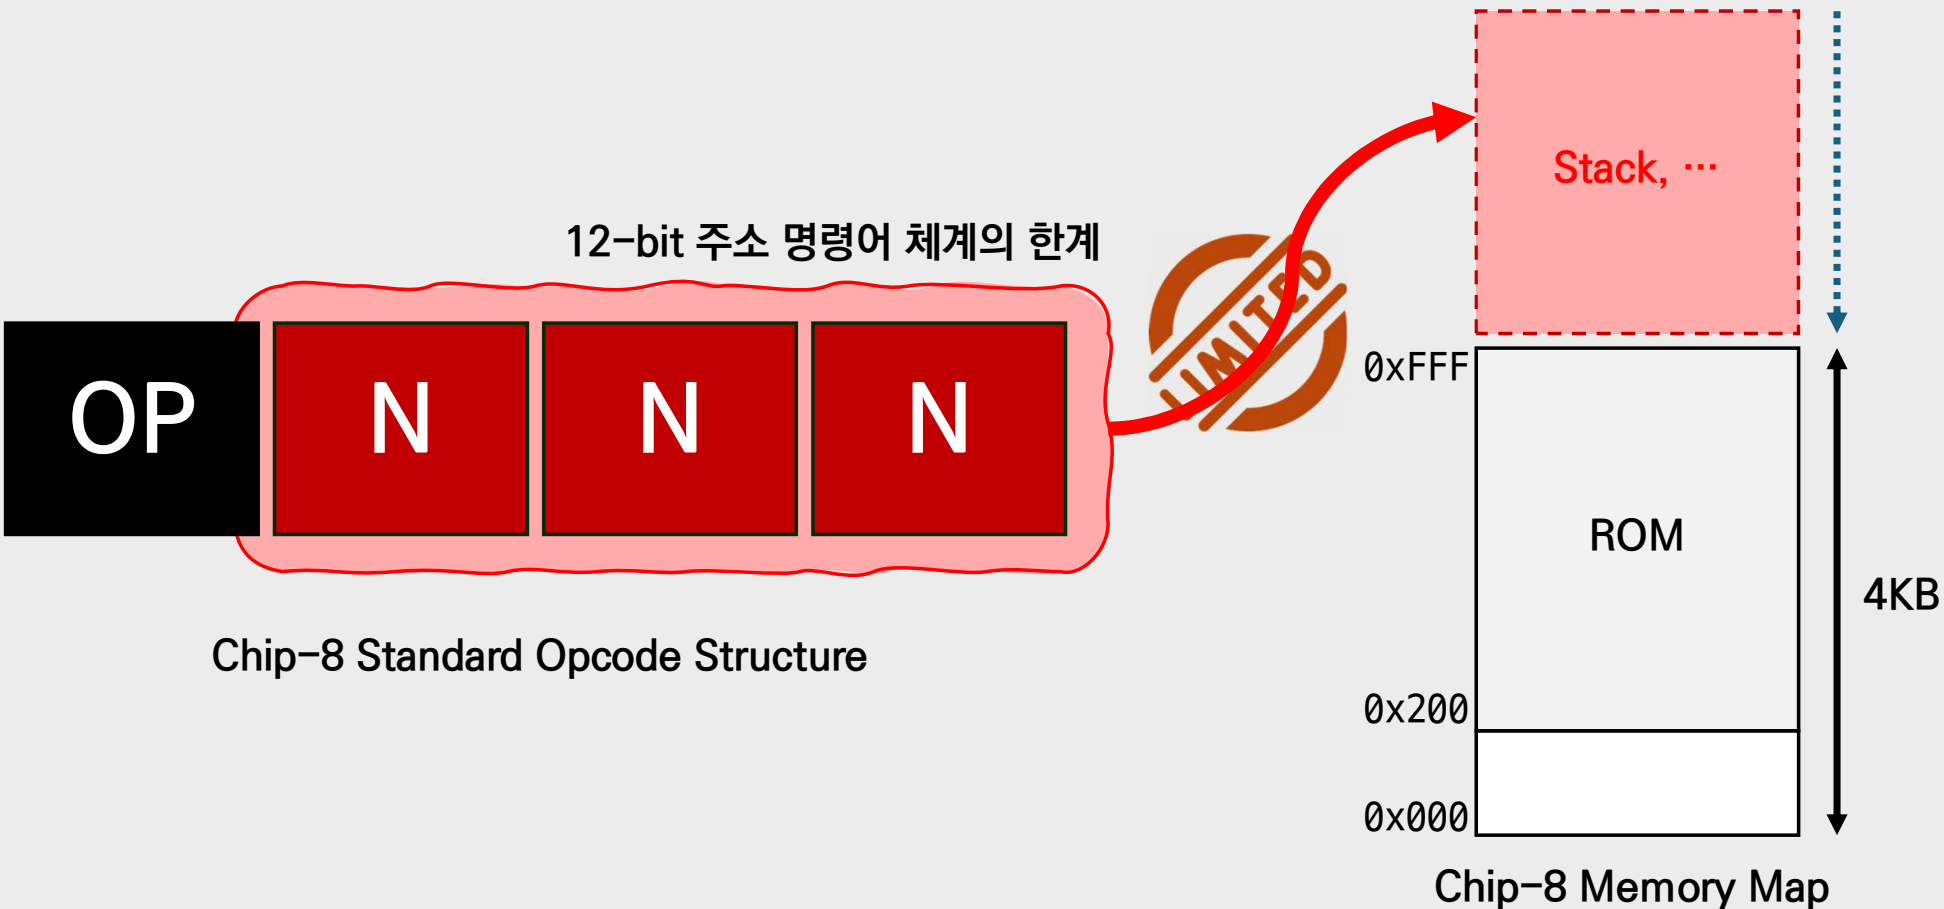 12-bit 주소 명령어 체계의 한계
OP N N N
Chip-8 Standard Opcode Structure
LIMITED
Stack, ···
0xFFF
ROM
4KB
0x200
0x000
Chip-8 Memory Map